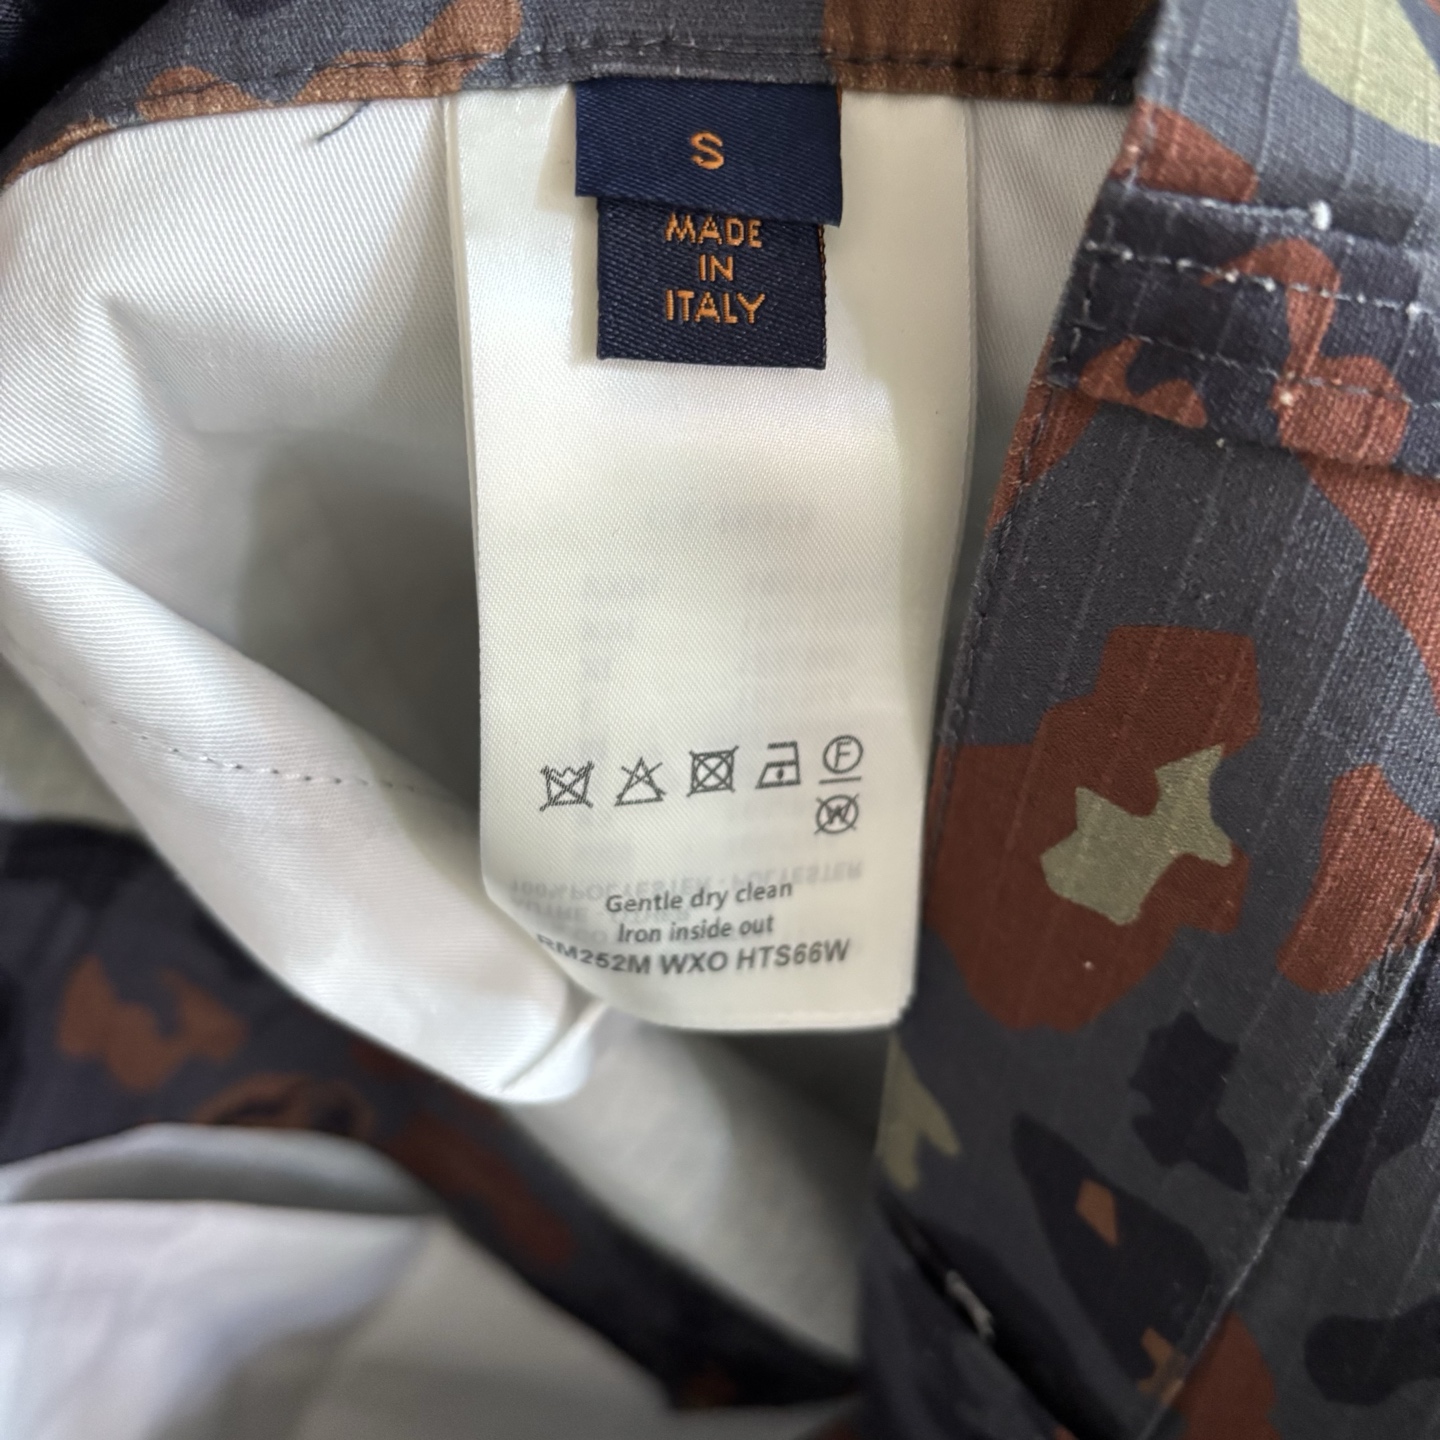 S
MADE
IN
ITALY
F
W
Gentle dry clean
Iron inside out
RM252M WXO HTS66W